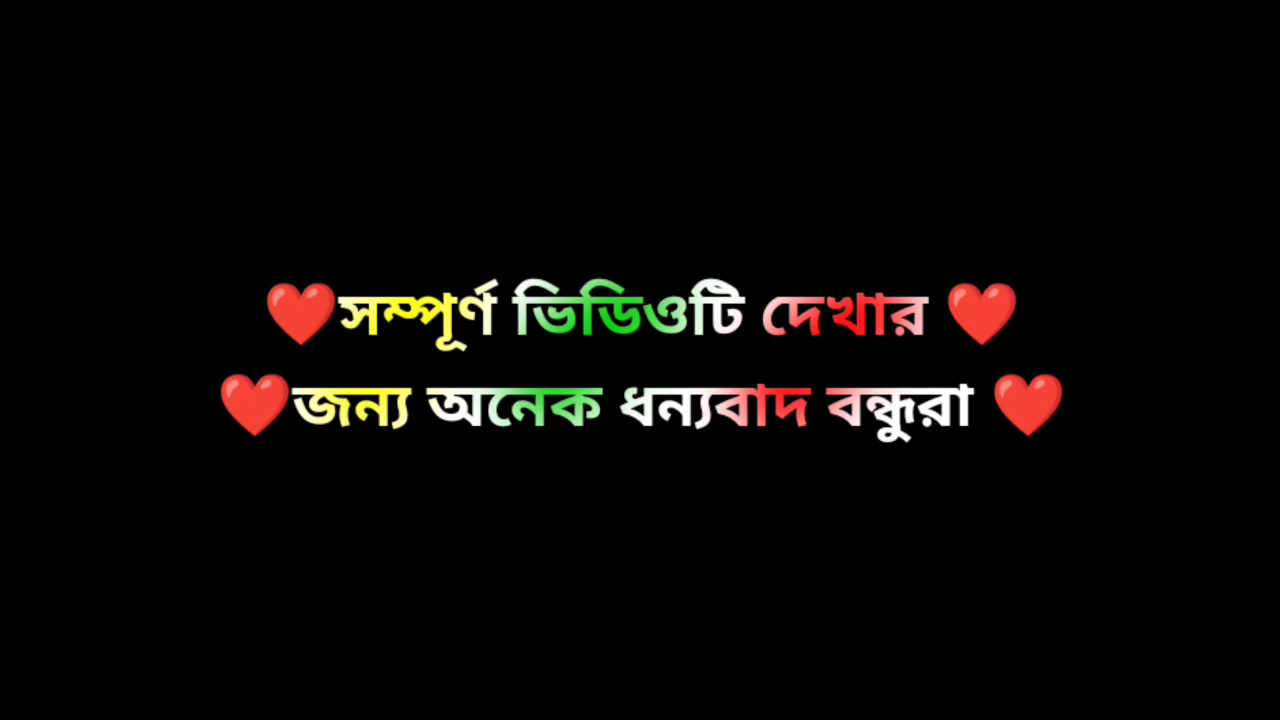 ❤️সম্পূর্ণ ভিডিওটি দেখার ❤️
❤️জন্য অনেক ধন্যবাদ বন্ধুরা ❤️